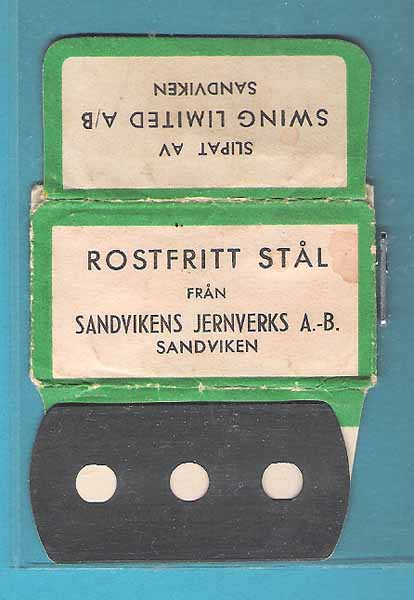 SLIPAT AV
SWING LIMITED A/B
SANDVIKEN
ROSTFRITT STÅL
FRÅN
SANDVIKENS JERNVERKS A.-B.
SANDVIKEN